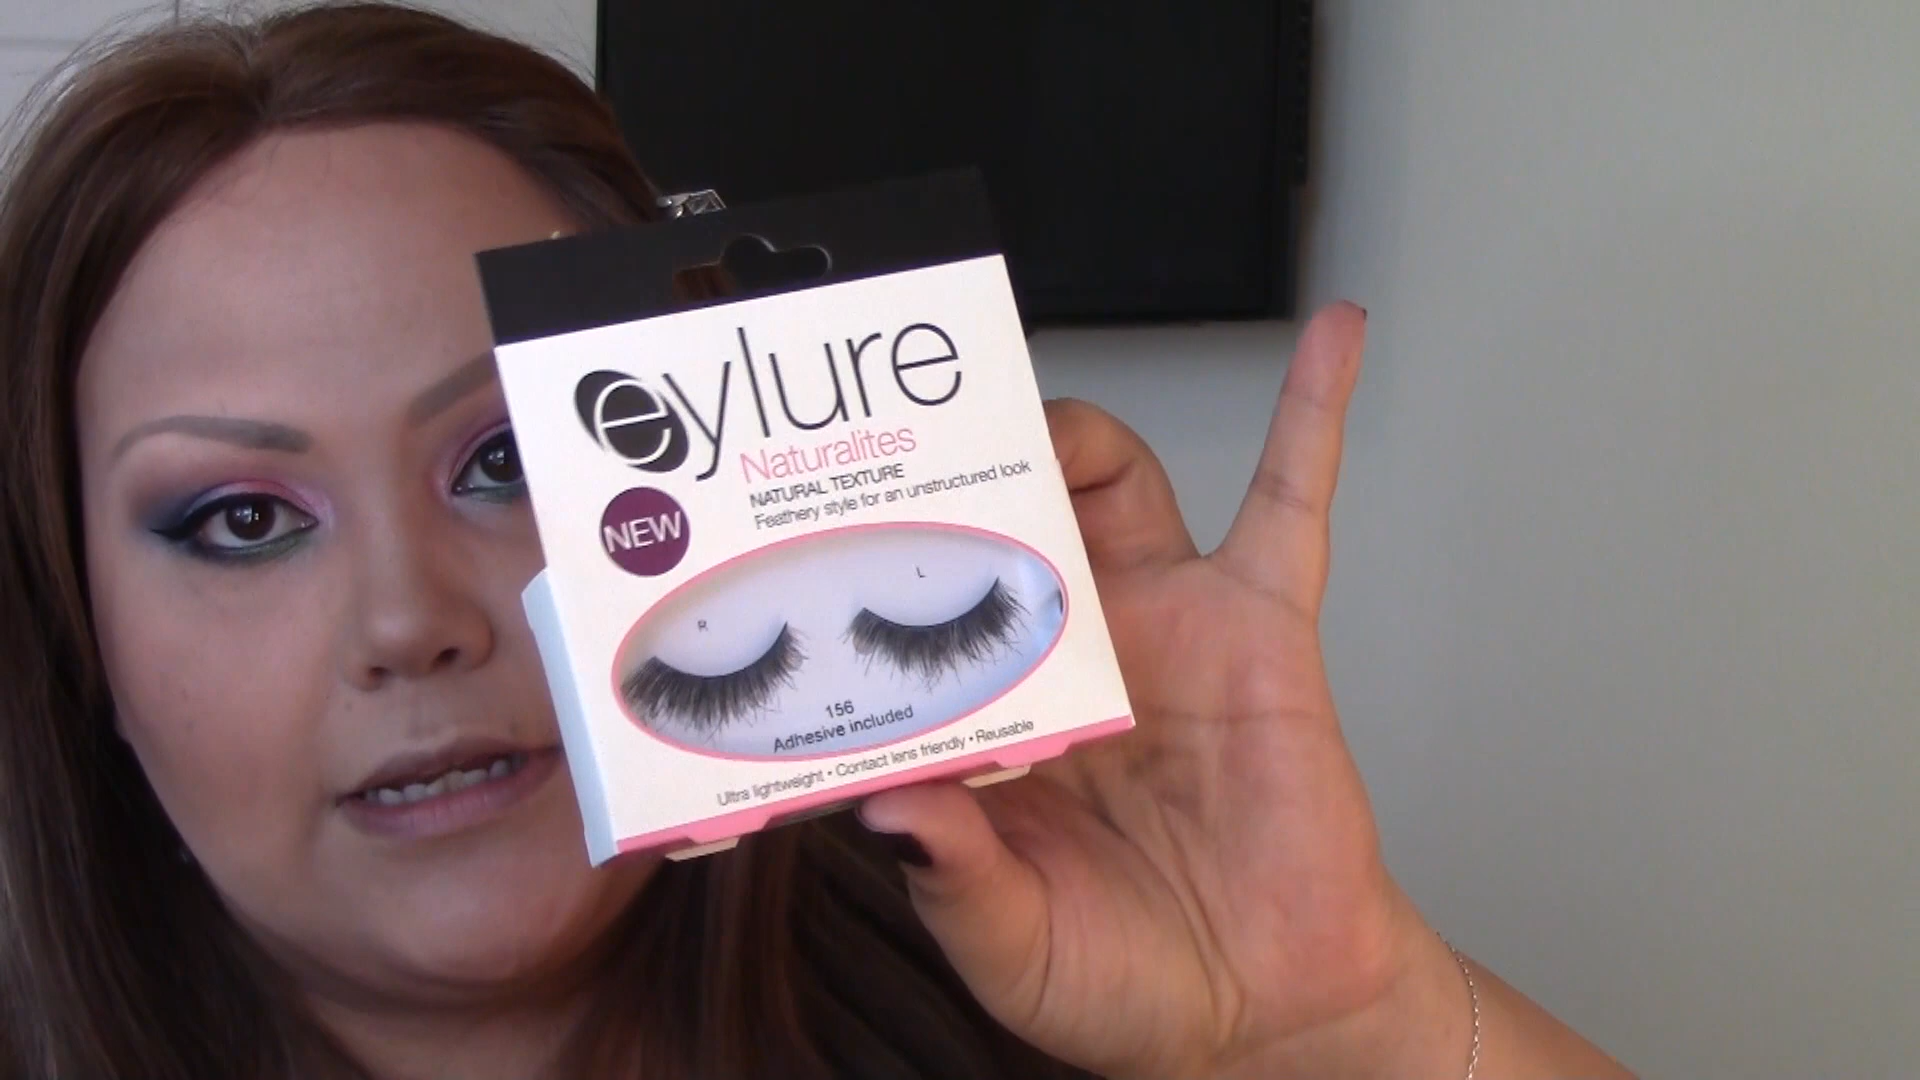 eylure
Naturalites
NATURAL TEXTURE
Feathery style for an unstructured look
NEW
R
L
156
Adhesive included
Ultra lightweight • Contact lens friendly • Reusable